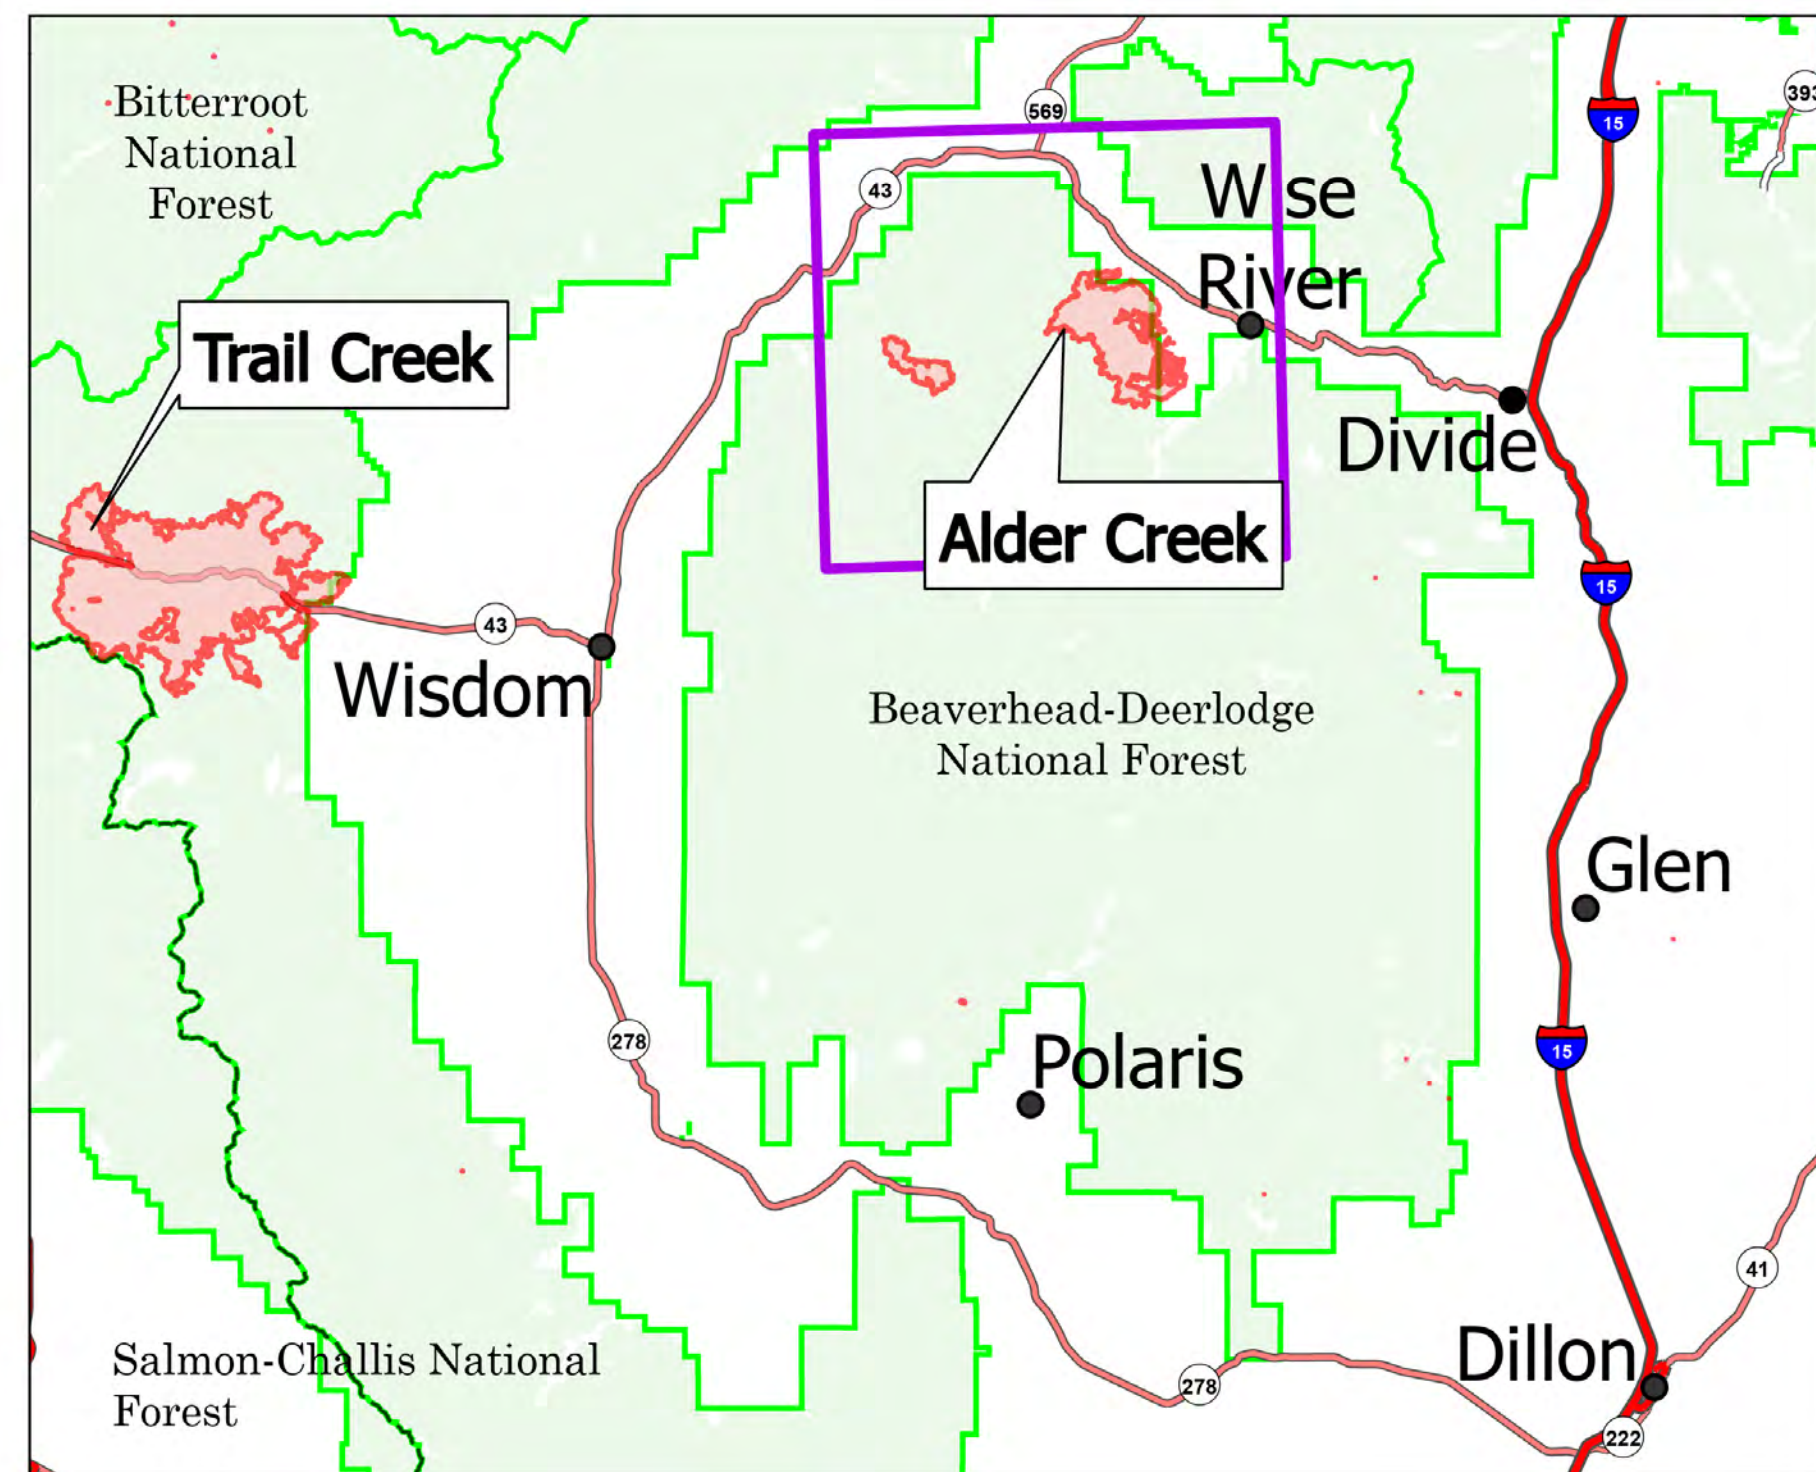 Bitterroot
National
Forest
569
15
393
43
Wise
River
Trail Creek
Divide
Alder Creek
15
43
Wisdom
Beaverhead-Deerlodge
National Forest
Glen
278
Polaris
15
41
Salmon-Challis National
Forest
Dillon
278
222